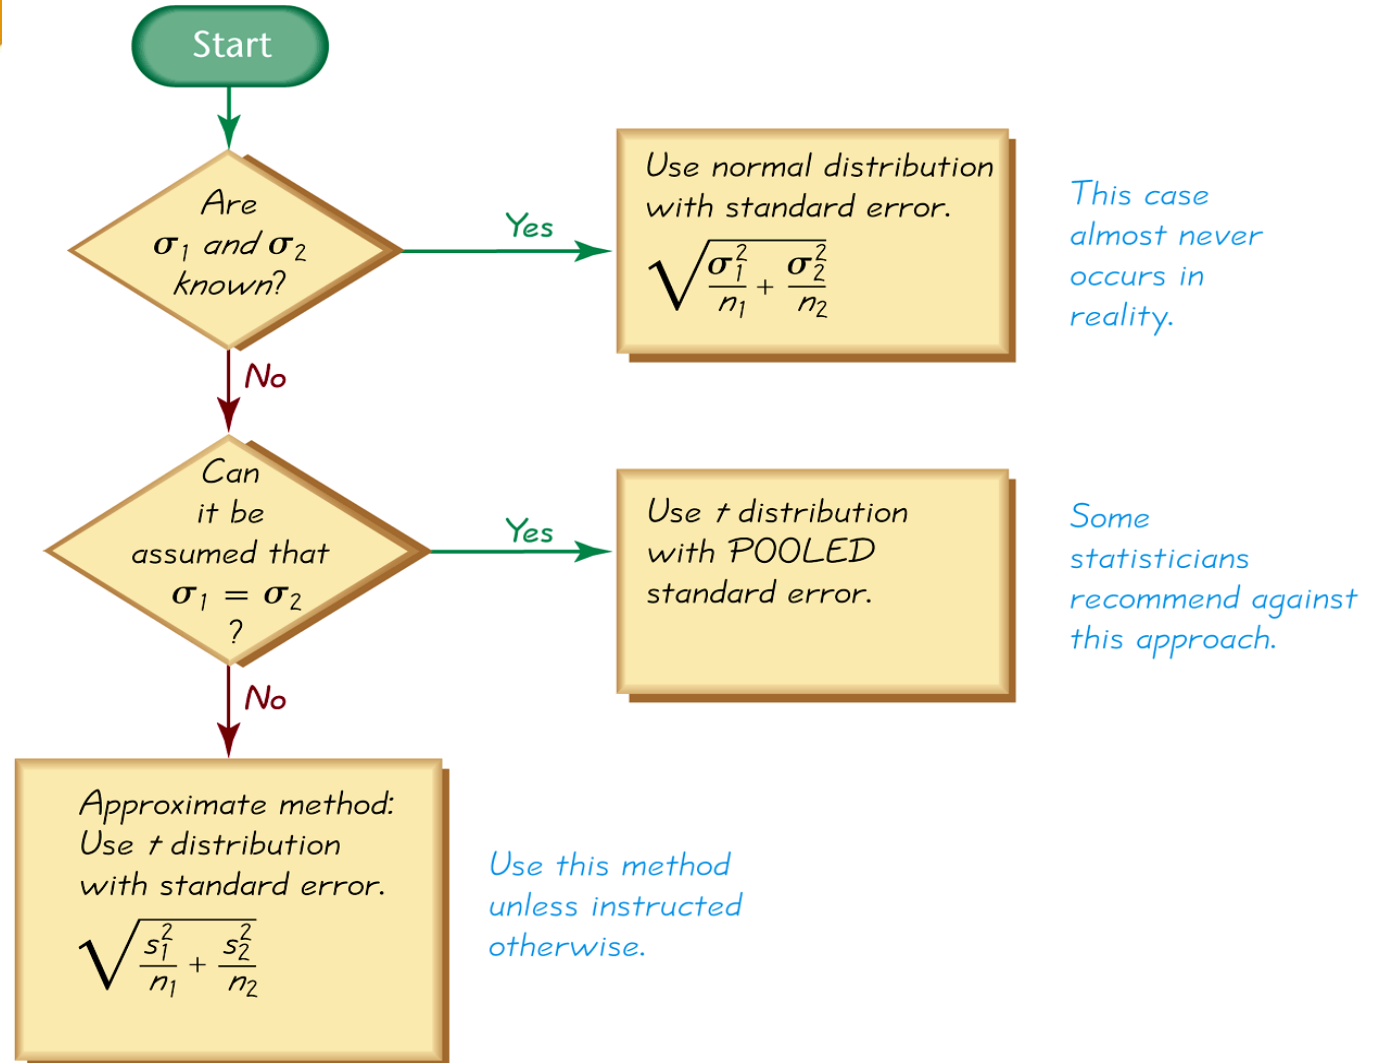 Start
Are
σ₁ and σ₂
known?
Yes
Use normal distribution
with standard error.
√(σ₁²/n₁ + σ₂²/n₂)
This case
almost never
occurs in
reality.
No
Can
it be
assumed that
σ₁ = σ₂
?
Yes
Use t distribution
with POOLED
standard error.
Some
statisticians
recommend against
this approach.
No
Approximate method:
Use t distribution
with standard error.
√(s₁²/n₁ + s₂²/n₂)
Use this method
unless instructed
otherwise.